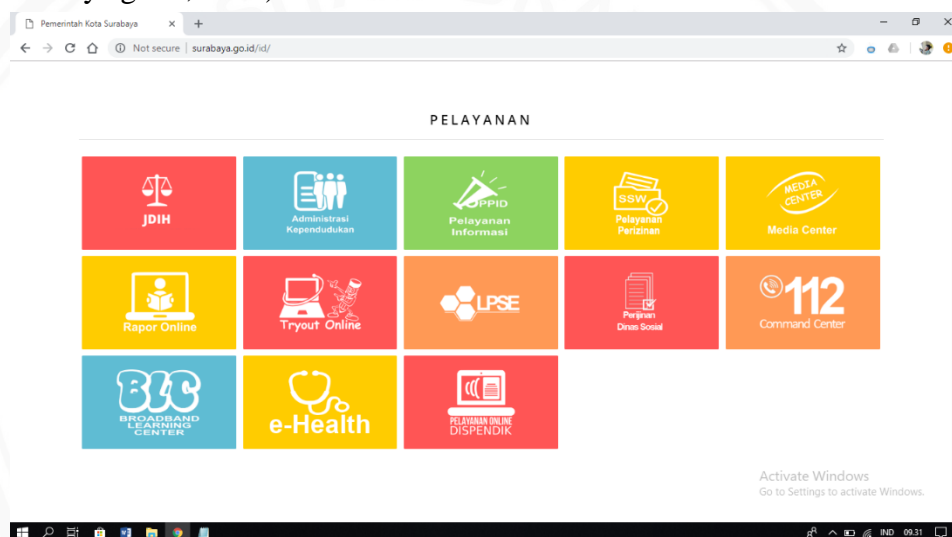 Pemerintah Kota Surabaya
Not secure | surabaya.go.id/id/
PELAYANAN
JDIH
Administrasi
Kependudukan
PPID
Pelayanan
Informasi
SSW
Pelayanan
Perizinan
MEDIA
CENTER
Media Center
Rapor Online
Tryout Online
LPSE
Perijinan
Dinas Sosial
112
Command Center
BLC
BROADBAND
LEARNING
CENTER
e-Health
PELAYANAN ONLINE
DISPENDIK
Activate Windows
Go to Settings to activate Windows.
IND 09.31